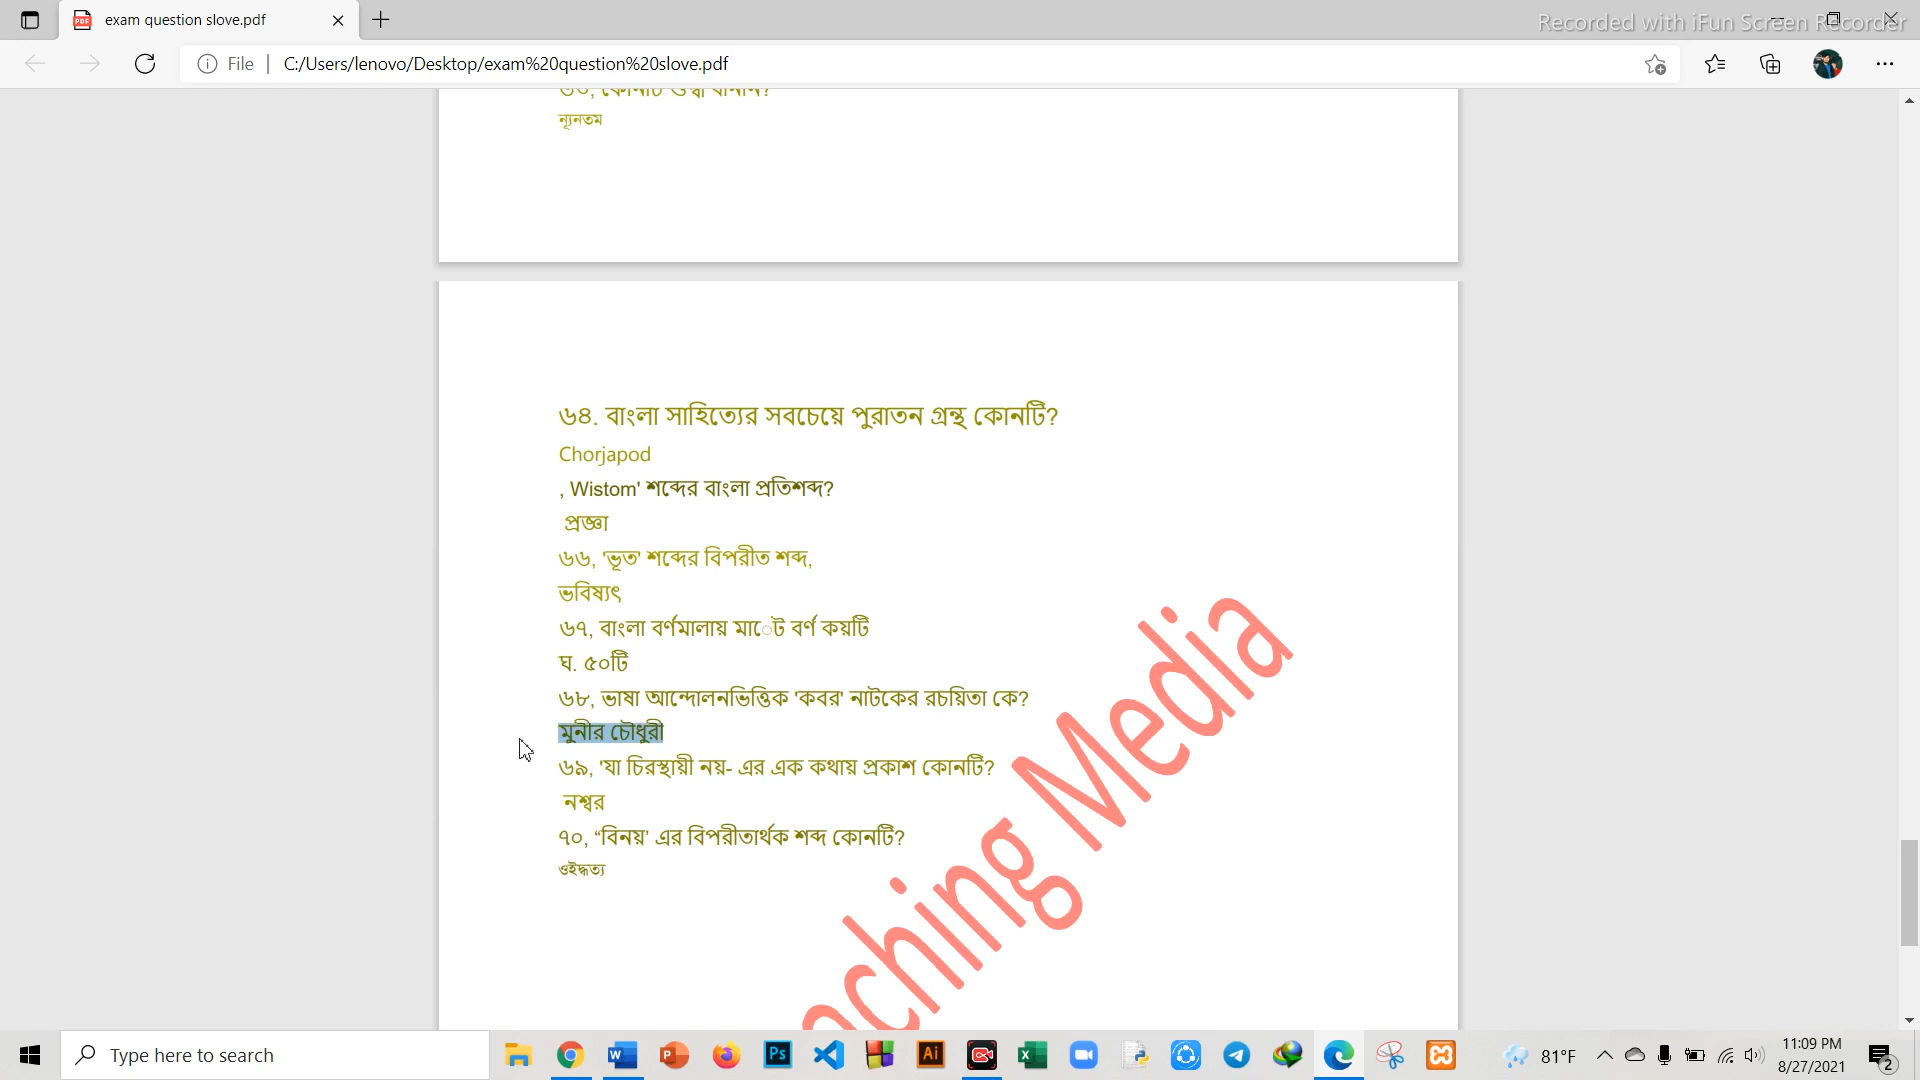 exam question slove.pdf
Recorded with iFun Screen Recorder
File
C:/Users/lenovo/Desktop/exam%20question%20slove.pdf
৬৩, কোনটি শুদ্ধ বানান?
ন্যূনতম
৬৪. বাংলা সাহিত্যের সবচেয়ে পুরাতন গ্রন্থ কোনটি?
Chorjapod
, Wistom' শব্দের বাংলা প্রতিশব্দ?
প্রজ্ঞা
৬৬, 'ভূত' শব্দের বিপরীত শব্দ,
ভবিষ্যৎ
৬৭, বাংলা বর্ণমালায় মােট বর্ণ কয়টি
ঘ. ৫০টি
৬৮, ভাষা আন্দোলনভিত্তিক 'কবর' নাটকের রচয়িতা কে?
মুনীর চৌধুরী
৬৯, 'যা চিরস্থায়ী নয়- এর এক কথায় প্রকাশ কোনটি?
নশ্বর
৭০, “বিনয়’ এর বিপরীতার্থক শব্দ কোনটি?
ওইদ্ধত্য
aching Media
Type here to search
81°F
11:09 PM
8/27/2021
2